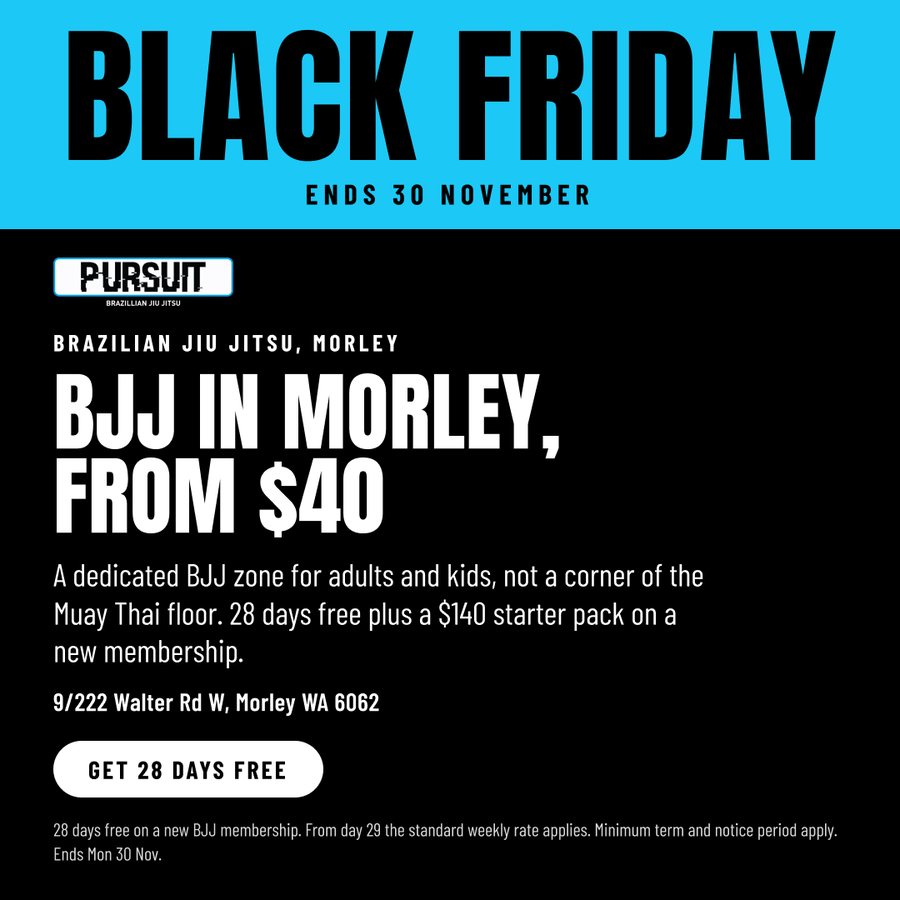 BLACK FRIDAY
ENDS 30 NOVEMBER
PURSUIT
BRAZILLIAN JIU JITSU
BRAZILIAN JIU JITSU, MORLEY
BJJ IN MORLEY,
FROM $40
A dedicated BJJ zone for adults and kids, not a corner of the
Muay Thai floor. 28 days free plus a $140 starter pack on a
new membership.
9/222 Walter Rd W, Morley WA 6062
GET 28 DAYS FREE
28 days free on a new BJJ membership. From day 29 the standard weekly rate applies. Minimum term and notice period apply.
Ends Mon 30 Nov.